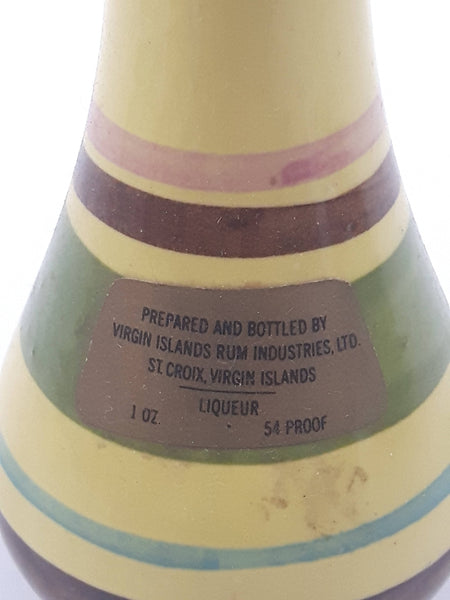 PREPARED AND BOTTLED BY
VIRGIN ISLANDS RUM INDUSTRIES, LTD.
ST. CROIX, VIRGIN ISLANDS
LIQUEUR
1 OZ. 54 PROOF